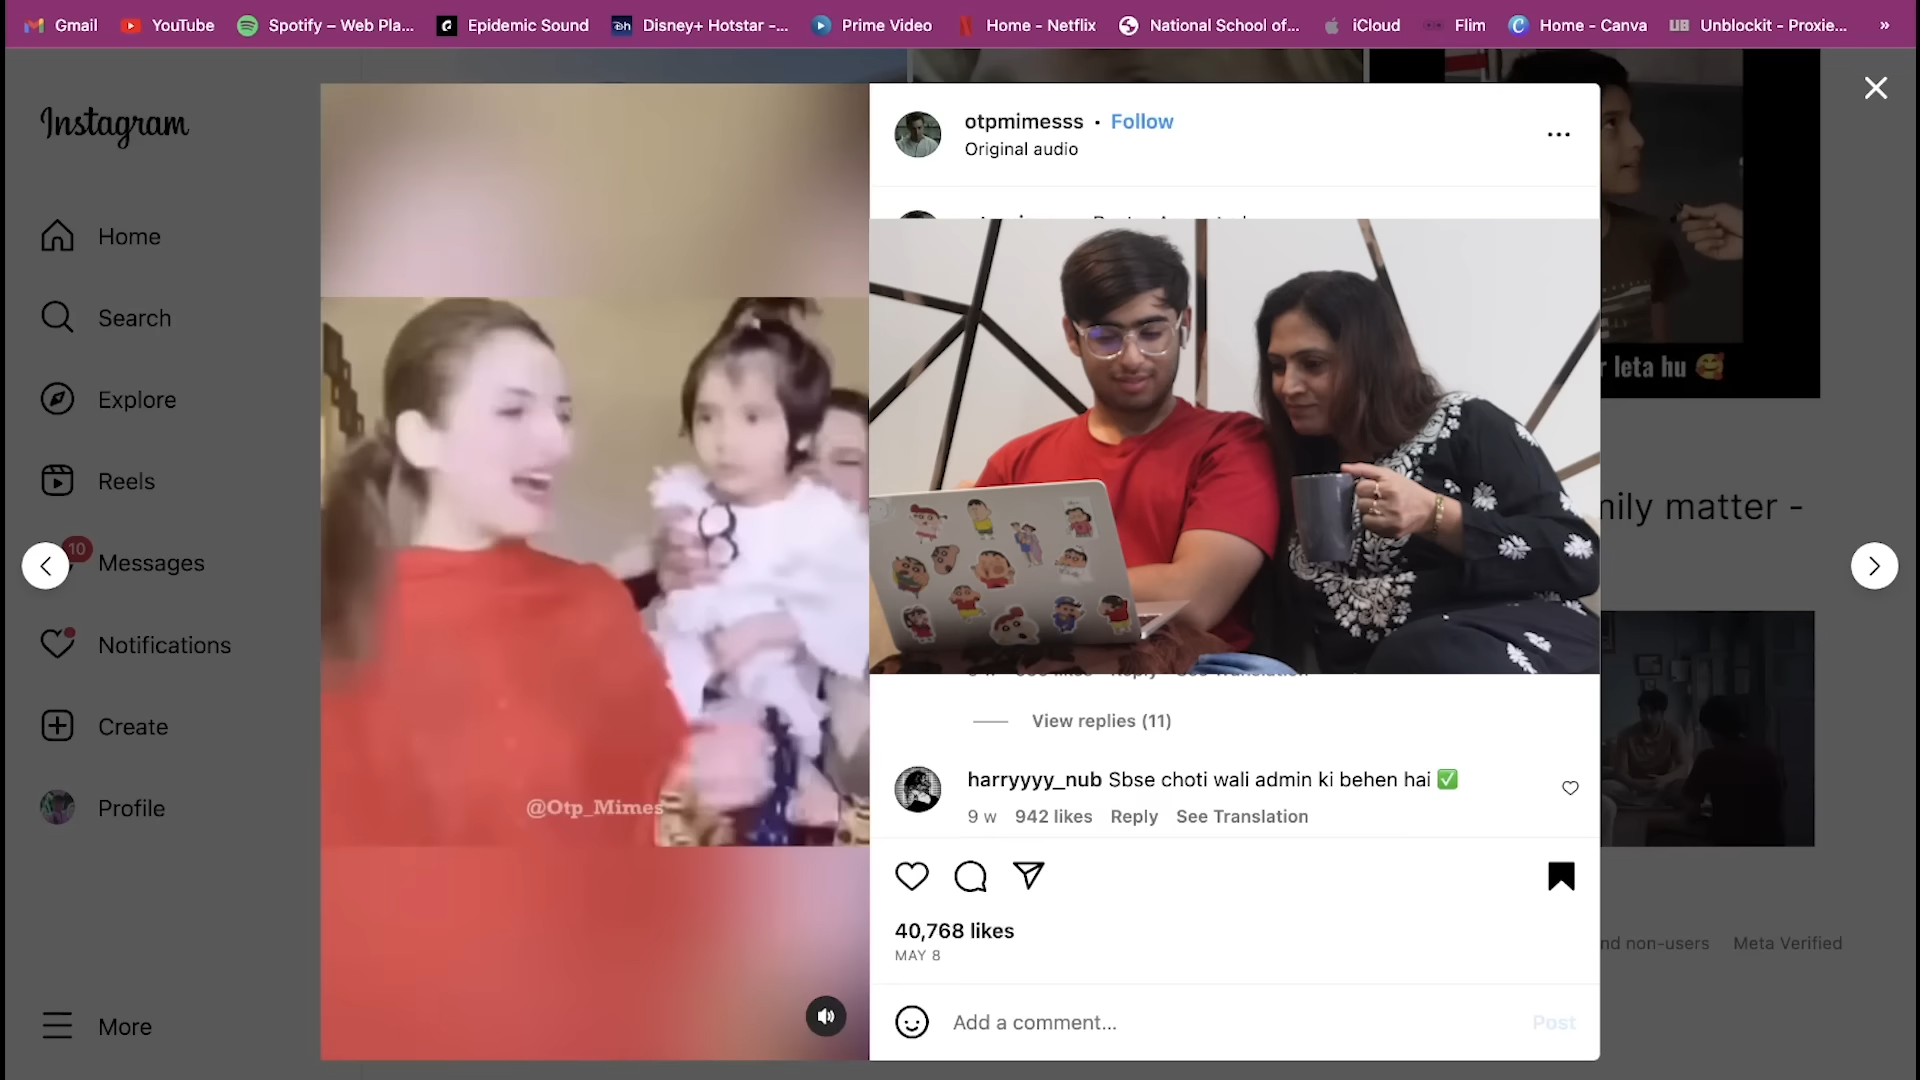 Gmail
YouTube
Spotify – Web Pla...
Epidemic Sound
Disney+ Hotstar -...
Prime Video
Home - Netflix
National School of...
iCloud
Flim
Home - Canva
UB
Unblockit - Proxie...
»
Instagram
Home
Search
Explore
Reels
10
Messages
Notifications
Create
Profile
More
@Otp_Mimes
otpmimesss • Follow
Original audio
View replies (11)
harryyyy_nub Sbse choti wali admin ki behen hai ✅
9 w 942 likes Reply See Translation
40,768 likes
MAY 8
Add a comment...
Post
r leta hu 🥰
mily matter -
nd non-users
Meta Verified